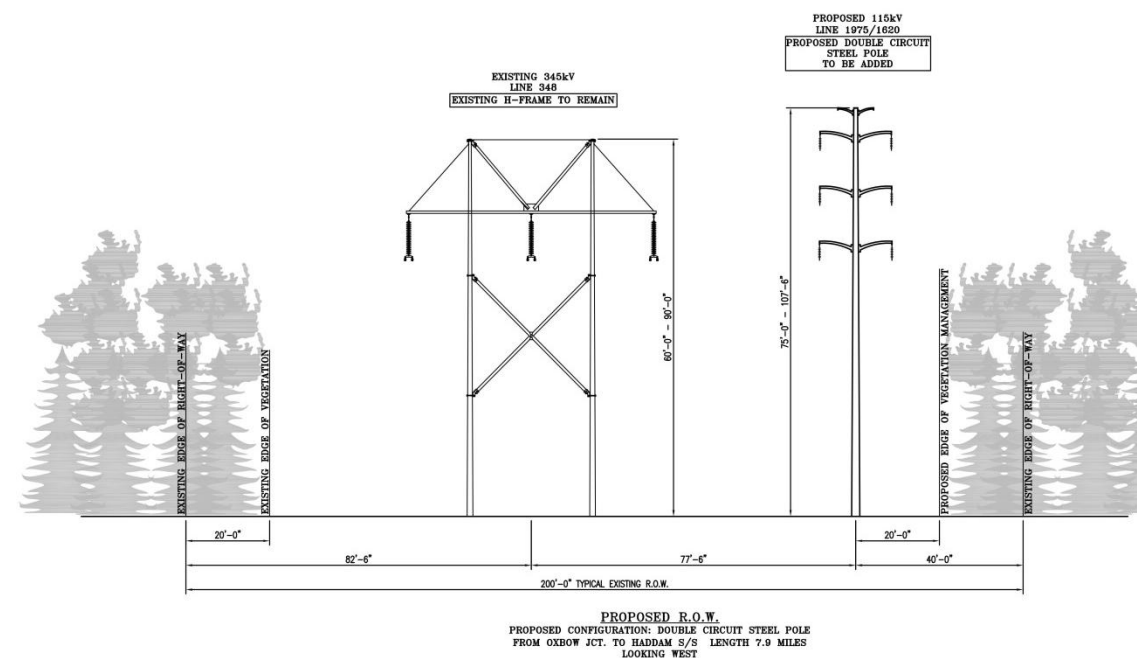 PROPOSED 115kV
LINE 1975/1620
PROPOSED DOUBLE CIRCUIT
STEEL POLE
TO BE ADDED
EXISTING 345kV
LINE 348
EXISTING H-FRAME TO REMAIN
EXISTING EDGE OF RIGHT-OF-WAY
EXISTING EDGE OF VEGETATION
60'-0" - 90'-0"
75'-0" - 107'-6"
PROPOSED EDGE OF VEGETATION MANAGEMENT
EXISTING EDGE OF RIGHT-OF-WAY
20'-0"
20'-0"
82'-6"
77'-6"
40'-0"
200'-0" TYPICAL EXISTING R.O.W.
PROPOSED R.O.W.
PROPOSED CONFIGURATION: DOUBLE CIRCUIT STEEL POLE
FROM OXBOW JCT. TO HADDAM S/S LENGTH 7.9 MILES
LOOKING WEST